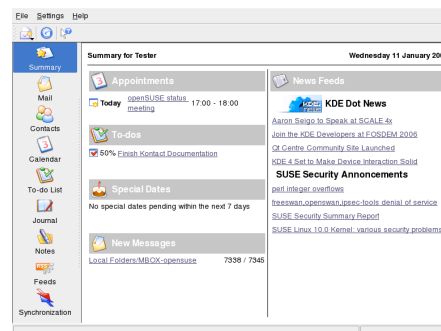 File Settings Help
Summary
Mail
Contacts
Calendar
To-do List
Journal
Notes
Feeds
Synchronization
Summary for Tester
Wednesday 11 January 200
Appointments
Today openSUSE status meeting 17:00 - 18:00
To-dos
50% Finish Kontact Documentation
Special Dates
No special dates pending within the next 7 days
New Messages
Local Folders/MBOX-opensuse 7338 / 7345
News Feeds
KDE KDE Dot News
Aaron Seigo to Speak at SCALE 4x
Join the KDE Developers at FOSDEM 2006
Qt Centre Community Site Launched
KDE 4 Set to Make Device Interaction Solid
SUSE Security Annoncements
perl integer overflows
freeswan,openswan,ipsec-tools denial of service
SUSE Security Summary Report
SUSE Linux 10.0 Kernel: various security problems